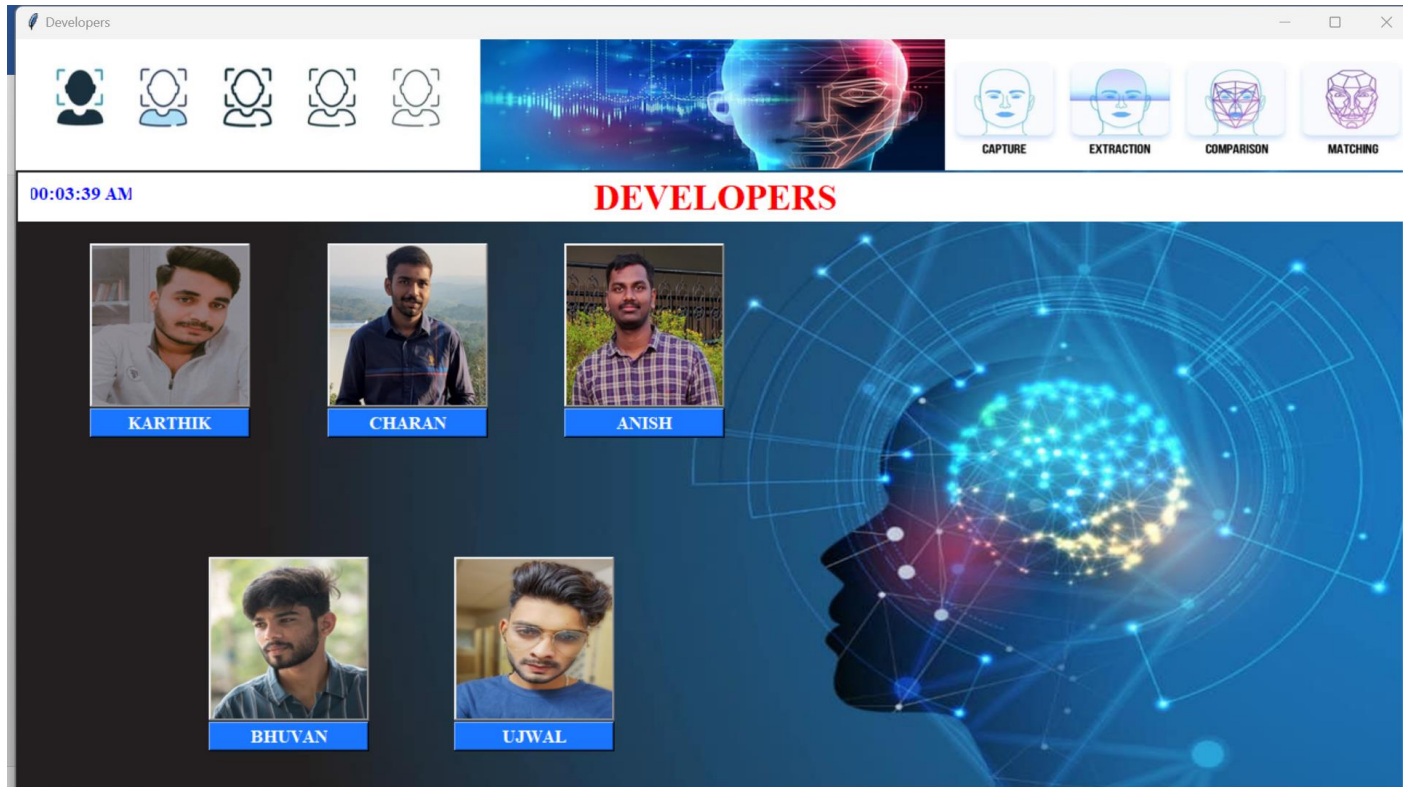 Developers
CAPTURE EXTRACTION COMPARISON MATCHING
00:03:39 AM
DEVELOPERS
KARTHIK CHARAN ANISH
BHUVAN UJWAL